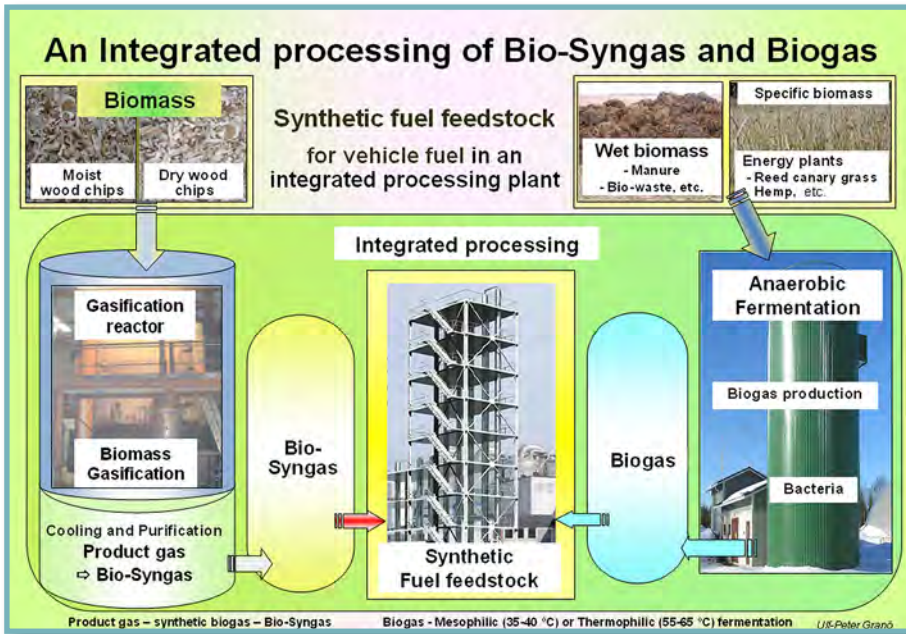 An Integrated processing of Bio-Syngas and Biogas
Biomass
Moist
wood chips
Dry wood
chips
Synthetic fuel feedstock
for vehicle fuel in an
integrated processing plant
Wet biomass
- Manure
- Bio-waste, etc.
Specific biomass
Energy plants
- Reed canary grass
Hemp, etc.
Integrated processing
Gasification
reactor
Biomass
Gasification
Cooling and Purification
Product gas
⇨ Bio-Syngas
Bio-
Syngas
Synthetic
Fuel feedstock
Biogas
Anaerobic
Fermentation
Biogas production
Bacteria
Product gas – synthetic biogas – Bio-Syngas
Biogas - Mesophilic (35-40 °C) or Thermophilic (55-65 °C) fermentation
Ulf-Peter Granö